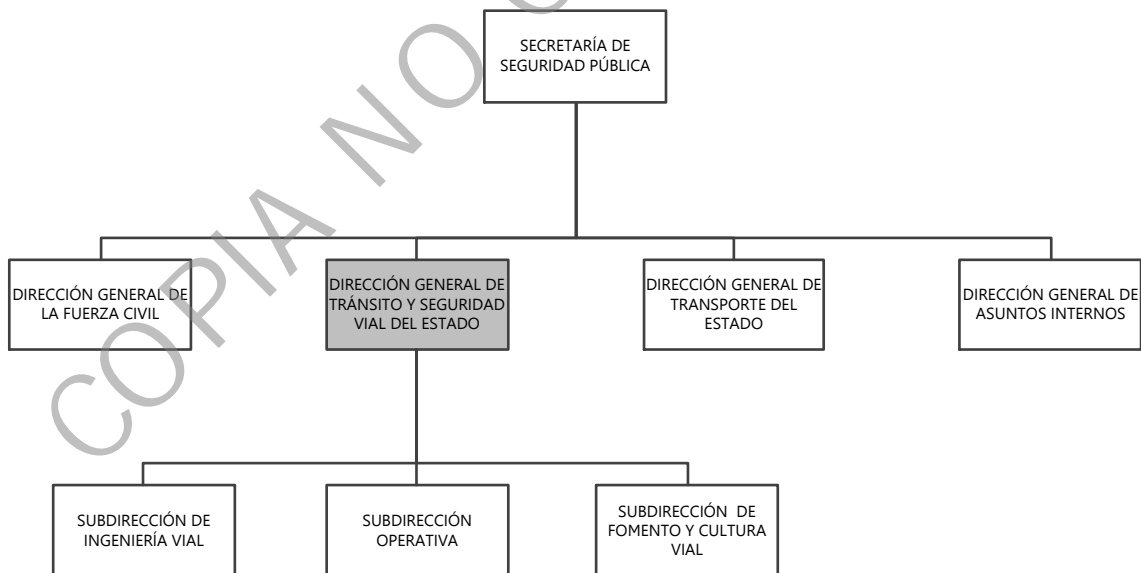 SECRETARÍA DE
SEGURIDAD PÚBLICA
DIRECCIÓN GENERAL DE
LA FUERZA CIVIL
DIRECCIÓN GENERAL DE
TRÁNSITO Y SEGURIDAD
VIAL DEL ESTADO
DIRECCIÓN GENERAL DE
TRANSPORTE DEL
ESTADO
DIRECCIÓN GENERAL DE
ASUNTOS INTERNOS
SUBDIRECCIÓN DE
INGENIERÍA VIAL
SUBDIRECCIÓN
OPERATIVA
SUBDIRECCIÓN DE
FOMENTO Y CULTURA
VIAL
COPIA NO